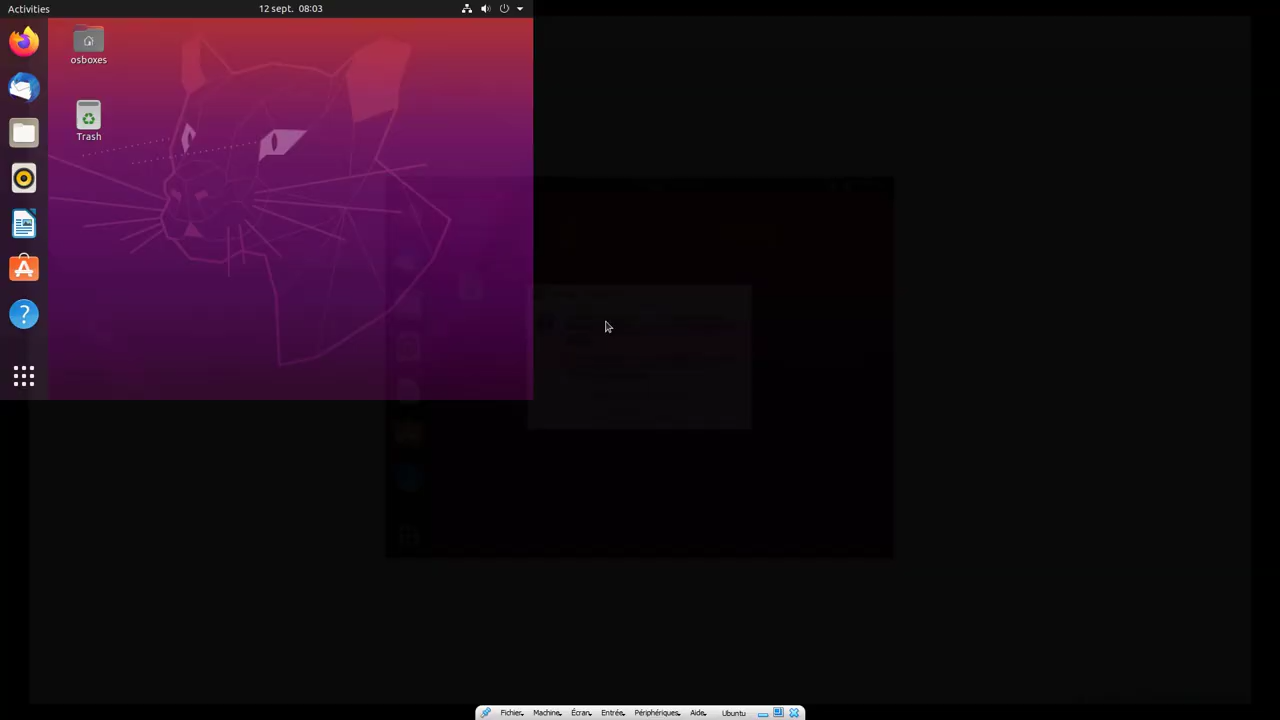 Activities
12 sept. 08:03
osboxes
Trash
Fichier
Machine
Écran
Entrée
Périphériques
Aide
Ubuntu